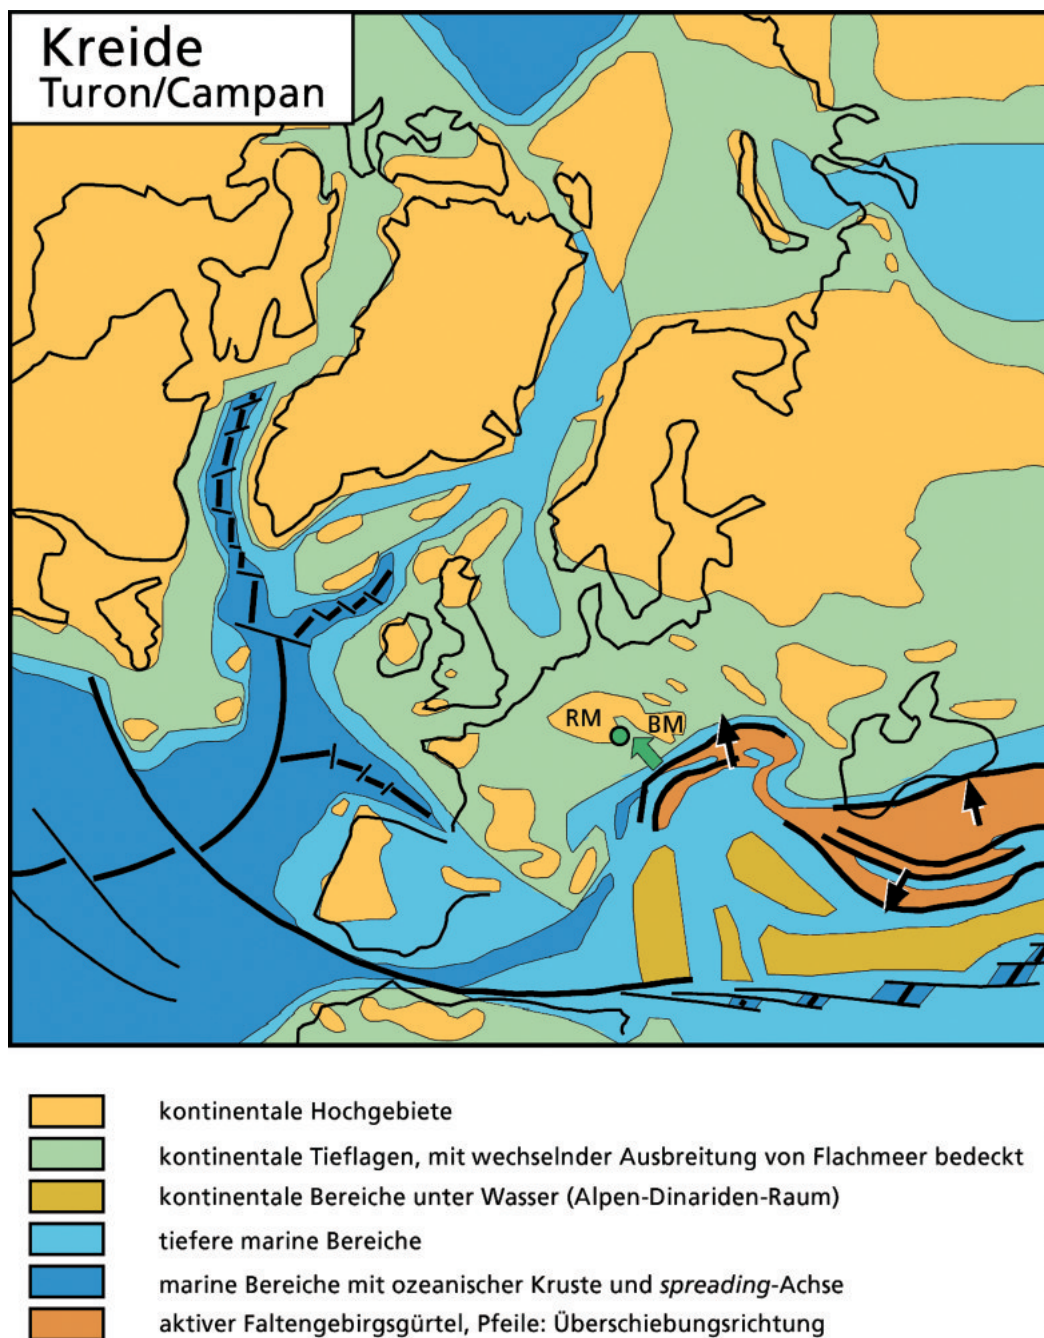 Kreide
Turon/Campan
RM
BM
kontinentale Hochgebiete
kontinentale Tieflagen, mit wechselnder Ausbreitung von Flachmeer bedeckt
kontinentale Bereiche unter Wasser (Alpen-Dinariden-Raum)
tiefere marine Bereiche
marine Bereiche mit ozeanischer Kruste und spreading-Achse
aktiver Faltengebirgsgürtel, Pfeile: Überschiebungsrichtung